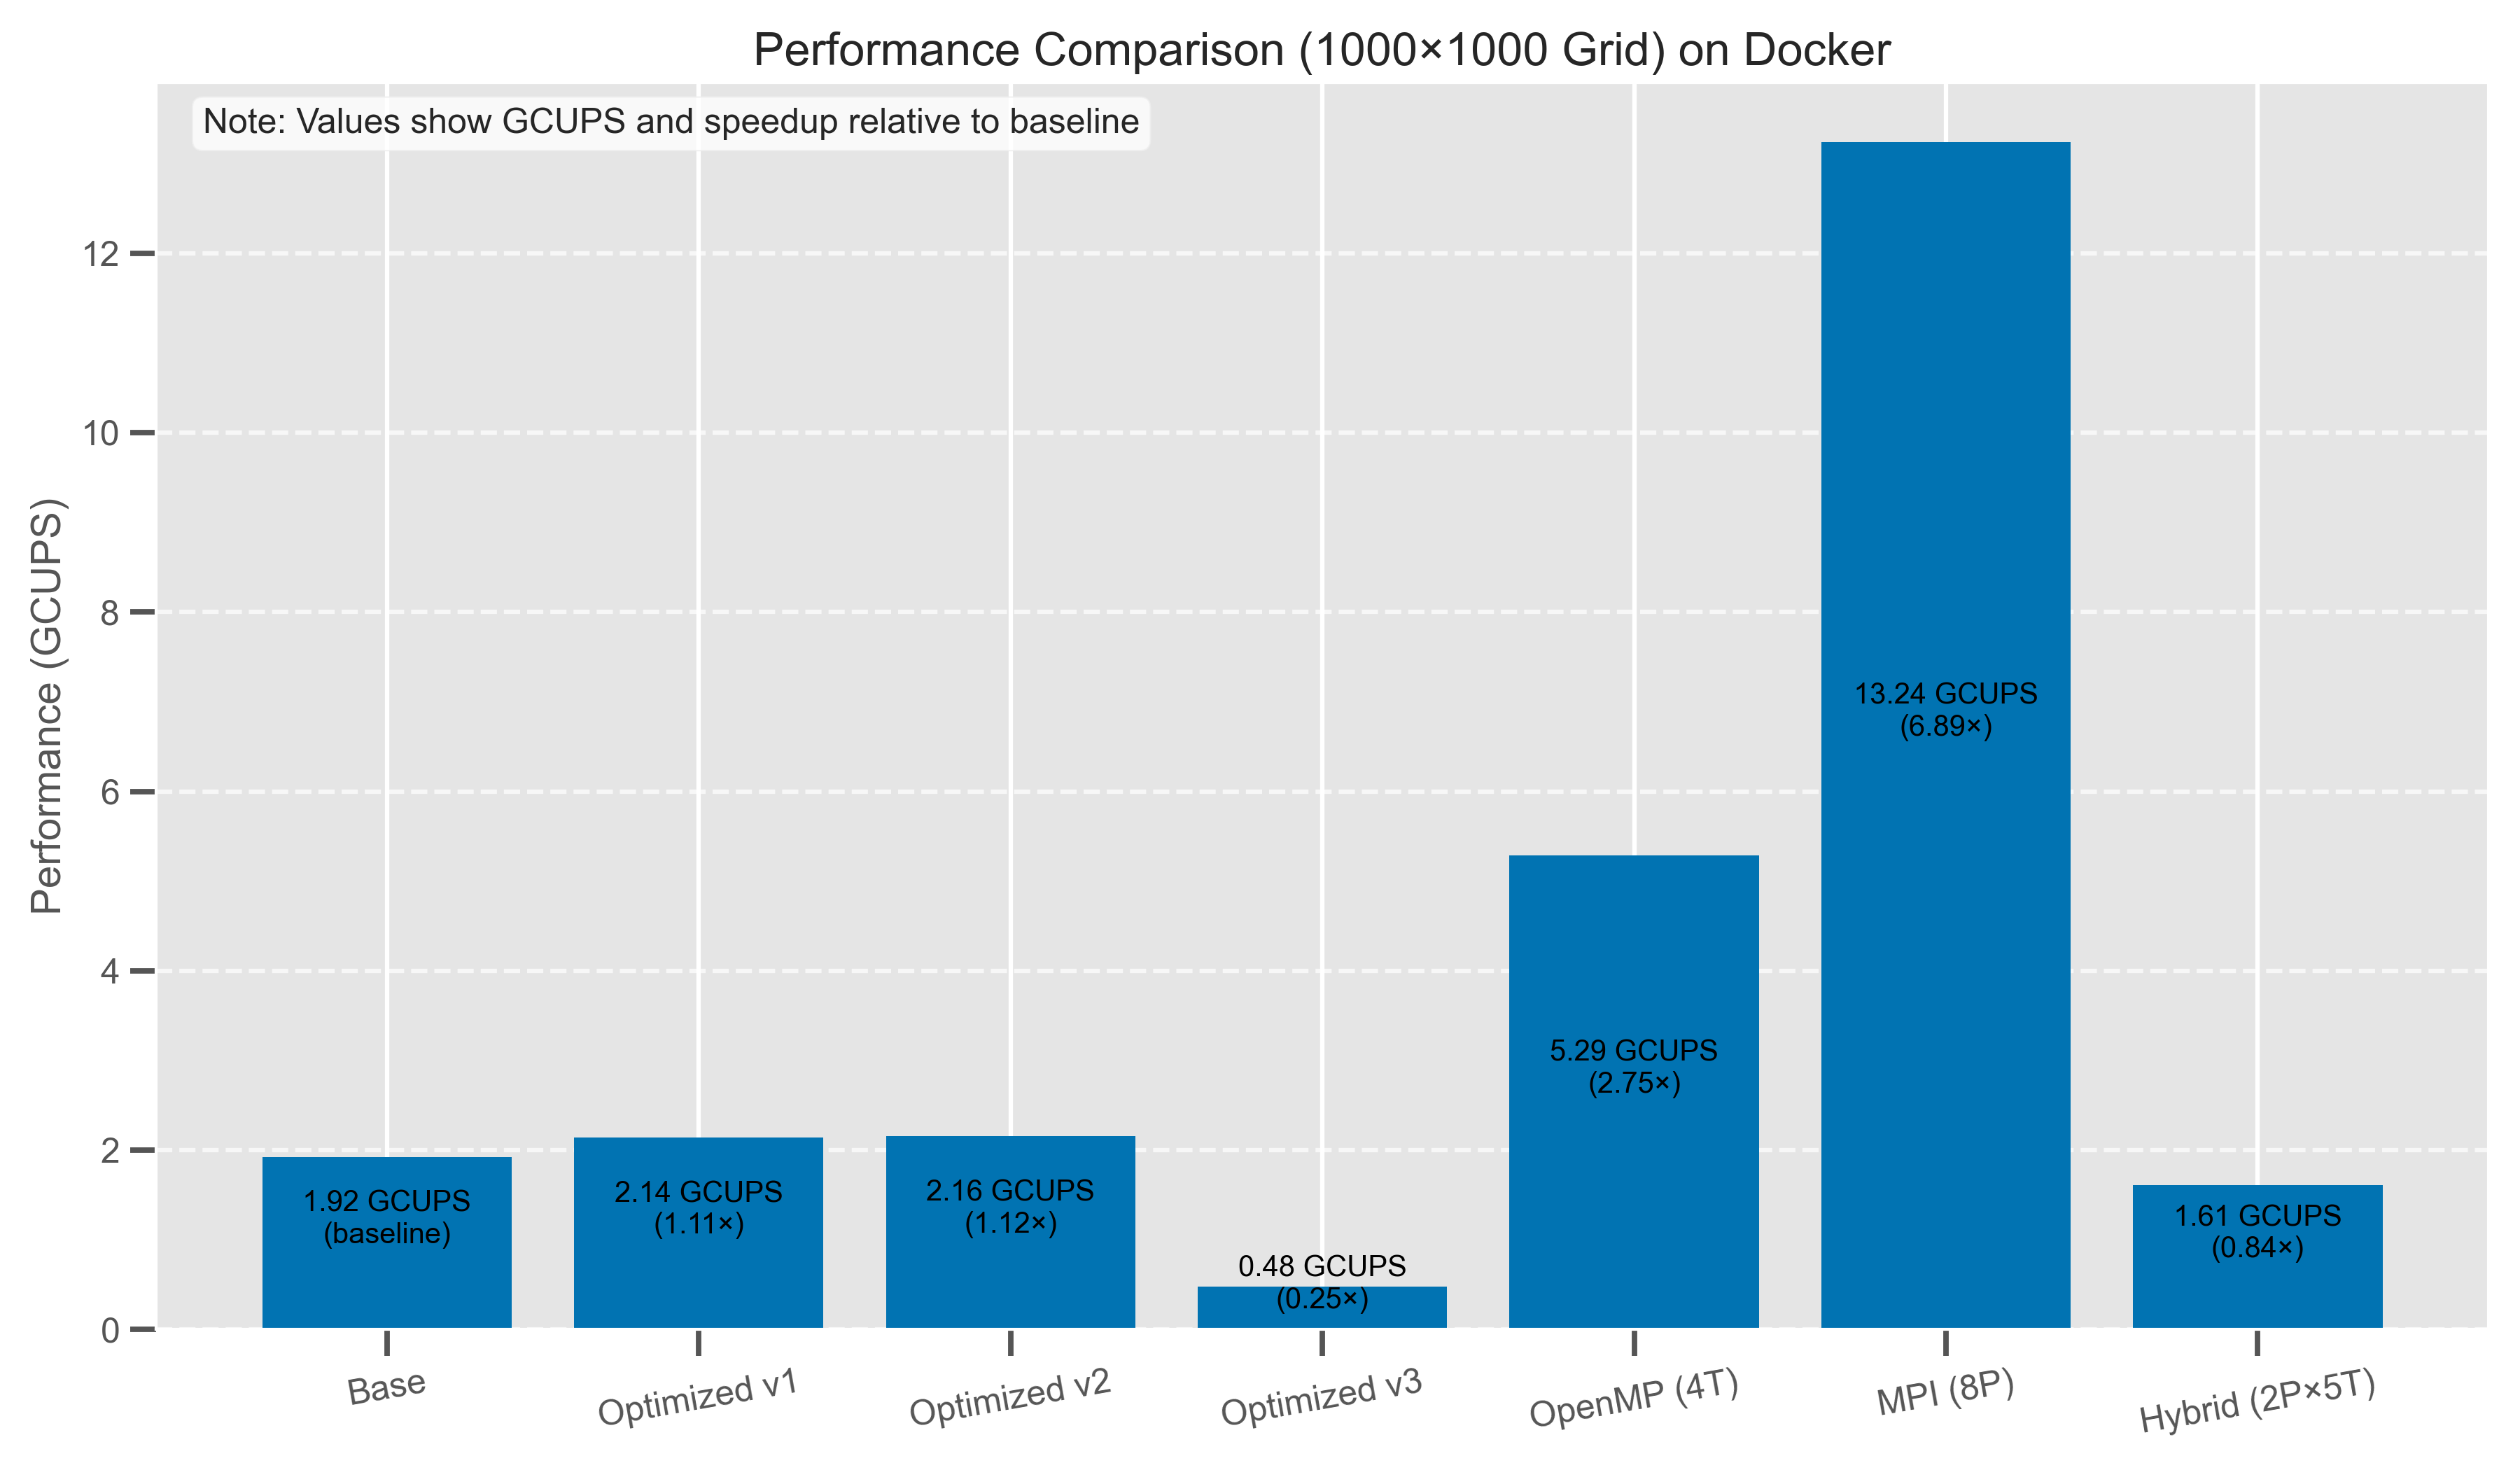 Performance Comparison (1000×1000 Grid) on Docker
Note: Values show GCUPS and speedup relative to baseline
Performance (GCUPS)
12
10
8
6
4
2
0
1.92 GCUPS
(baseline)
2.14 GCUPS
(1.11×)
2.16 GCUPS
(1.12×)
0.48 GCUPS
(0.25×)
5.29 GCUPS
(2.75×)
13.24 GCUPS
(6.89×)
1.61 GCUPS
(0.84×)
Base
Optimized v1
Optimized v2
Optimized v3
OpenMP (4T)
MPI (8P)
Hybrid (2P×5T)